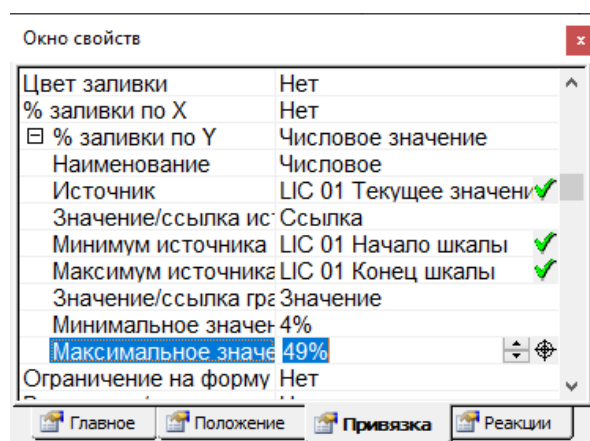 Окно свойств
x
Цвет заливки Нет
% заливки по X Нет
% заливки по Y Числовое значение
Наименование Числовое
Источник LIC 01 Текущее значени
Значение/ссылка ис Ссылка
Минимум источника LIC 01 Начало шкалы
Максимум источника LIC 01 Конец шкалы
Значение/ссылка гра Значение
Минимальное значен 4%
Максимальное значе 49%
Ограничение на форму Нет
Главное Положение Привязка Реакции